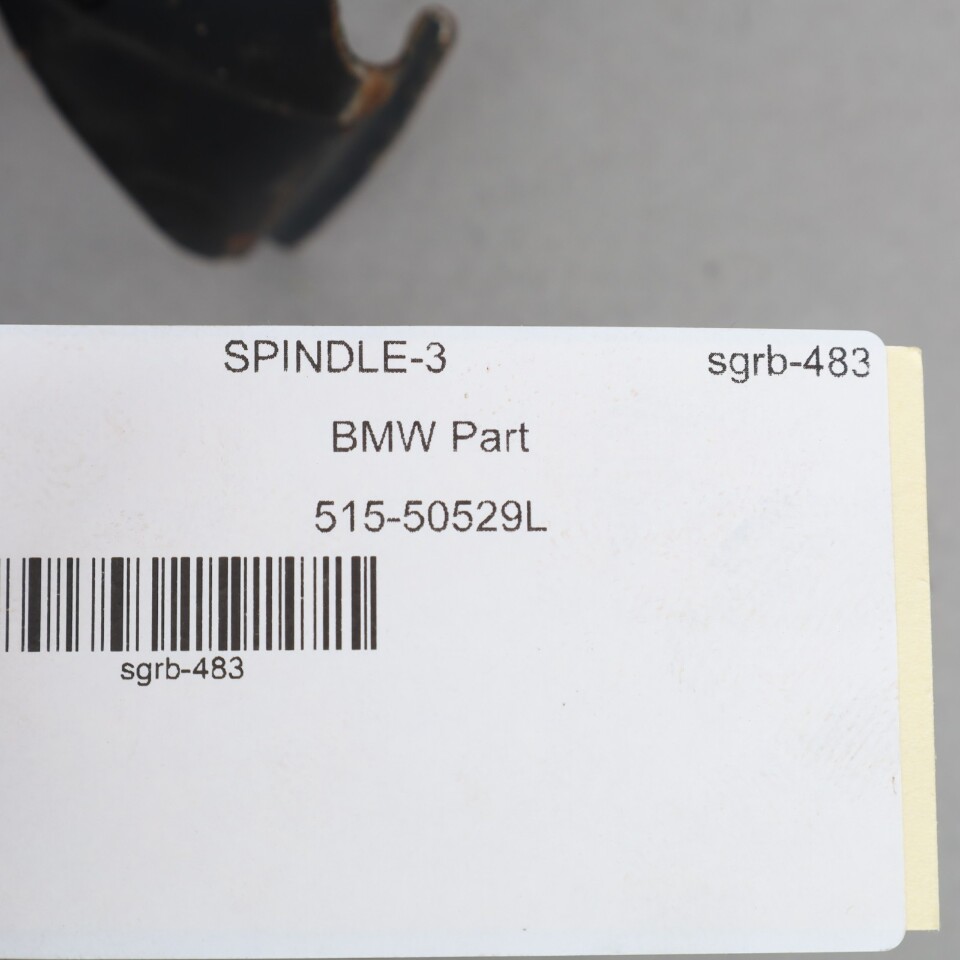 SPINDLE-3 sgrb-483
BMW Part
515-50529L
sgrb-483